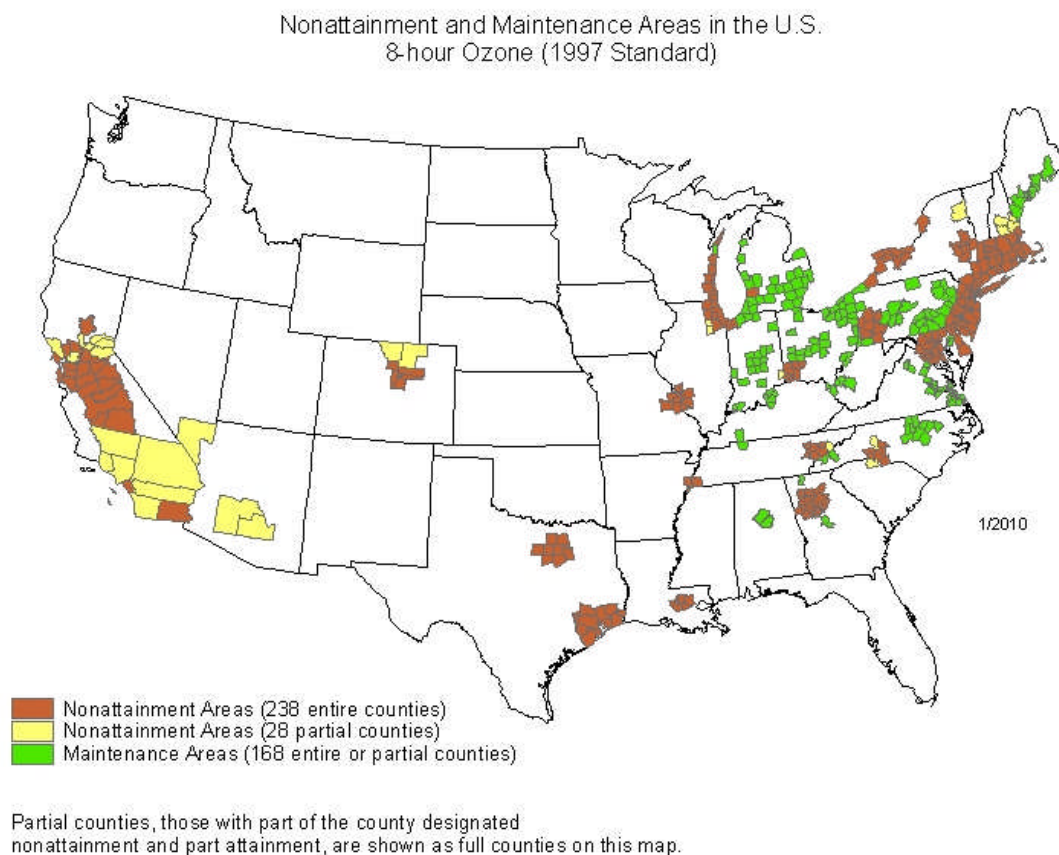 Nonattainment and Maintenance Areas in the U.S.
8-hour Ozone (1997 Standard)
1/2010
Nonattainment Areas (238 entire counties)
Nonattainment Areas (28 partial counties)
Maintenance Areas (168 entire or partial counties)
Partial counties, those with part of the county designated
nonattainment and part attainment, are shown as full counties on this map.